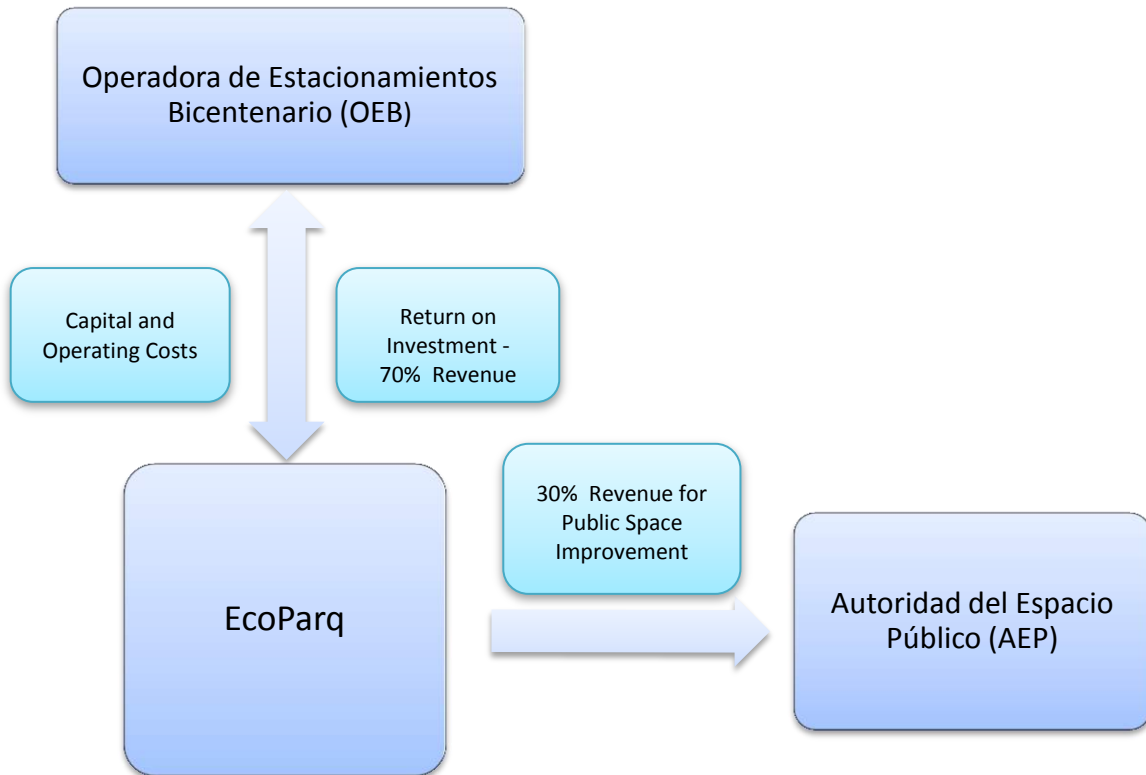 Operadora de Estacionamientos
Bicentenario (OEB)
Capital and
Operating Costs
Return on
Investment -
70% Revenue
EcoParq
30% Revenue for
Public Space
Improvement
Autoridad del Espacio
Público (AEP)